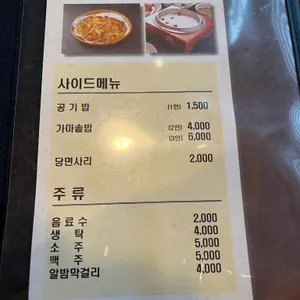 사이드메뉴
공기밥 [1인] 1,500
가마솥밥 [2인] 4,000
[3인] 6,000
당면사리 2,000
주 류
음료수 2,000
생 탁 4,000
소 주 5,000
맥 주 5,000
알밤막걸리 4,000